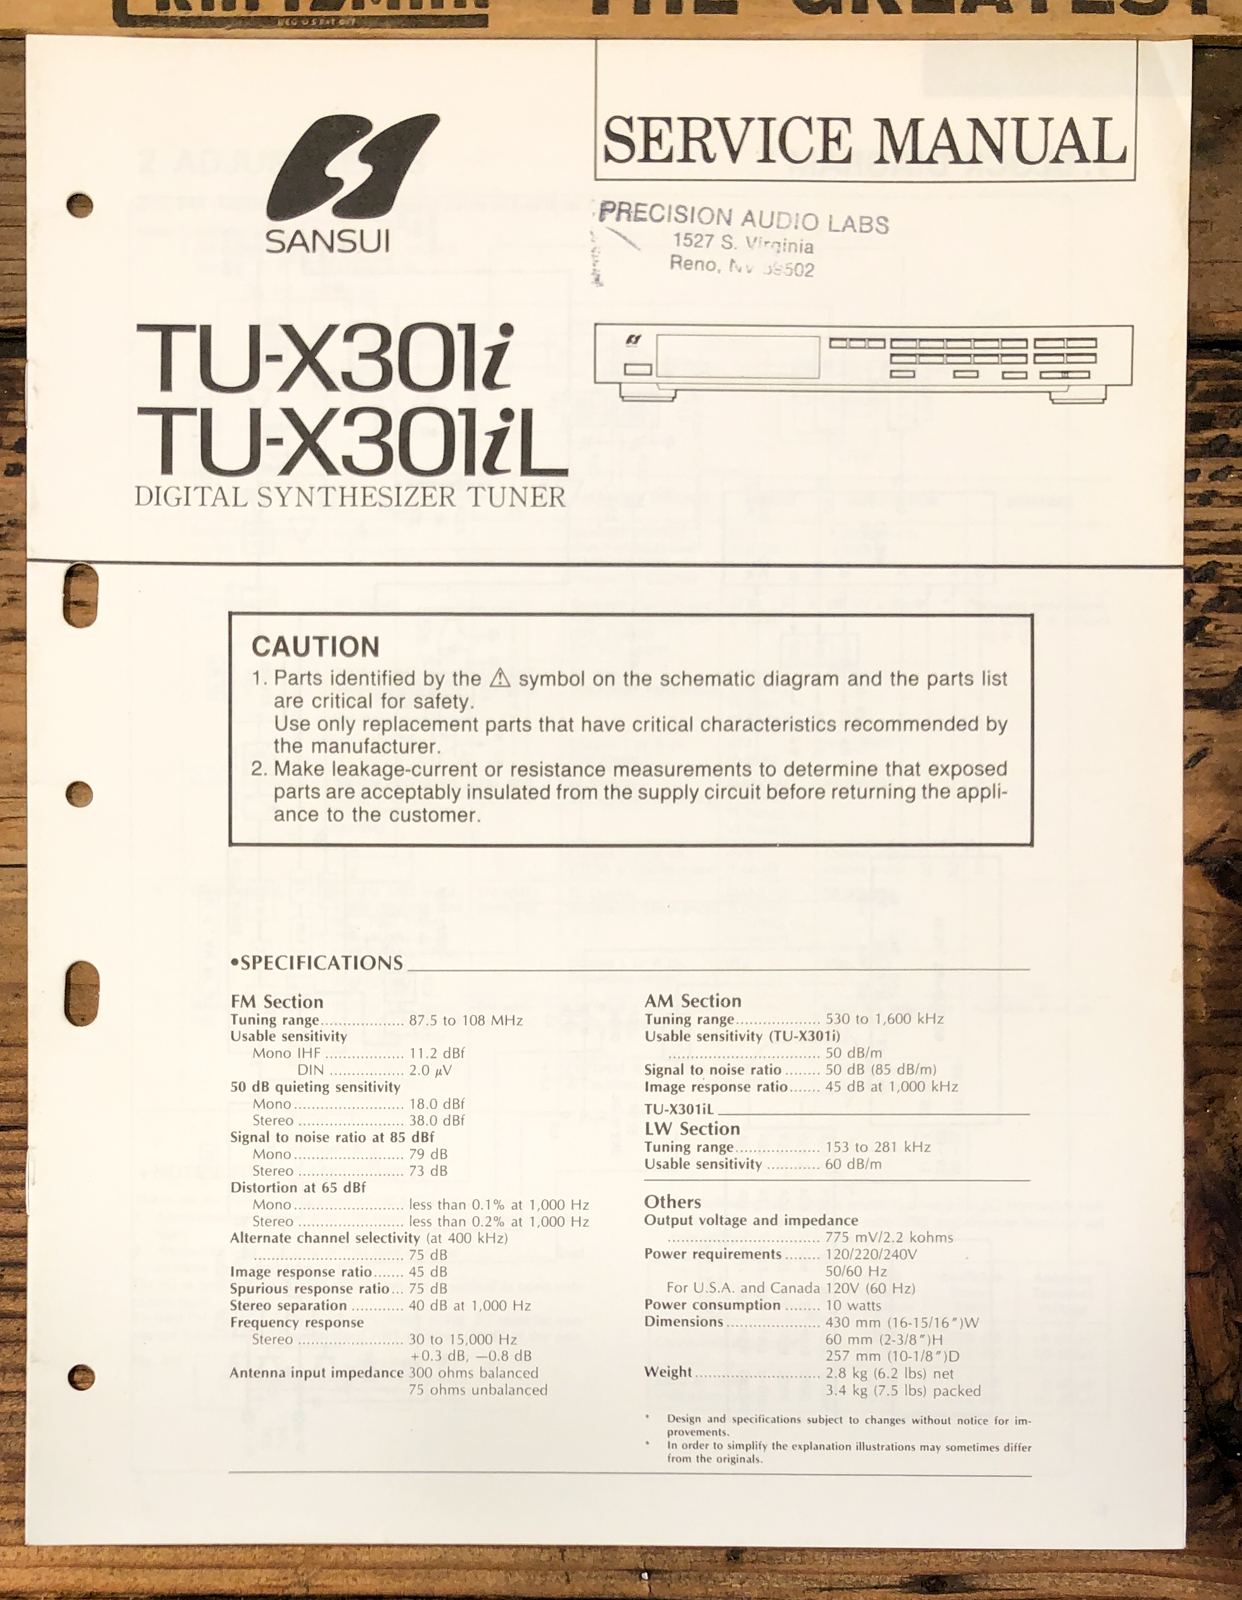 THE GREATEST
SERVICE MANUAL
SANSUI
PRECISION AUDIO LABS
1527 S. Virginia
Reno, NV 89502
TU-X301i
TU-X301iL
DIGITAL SYNTHESIZER TUNER
CAUTION
1. Parts identified by the ⚠ symbol on the schematic diagram and the parts list
are critical for safety.
Use only replacement parts that have critical characteristics recommended by
the manufacturer.
2. Make leakage-current or resistance measurements to determine that exposed
parts are acceptably insulated from the supply circuit before returning the appli-
ance to the customer.
•SPECIFICATIONS
FM Section
Tuning range................... 87.5 to 108 MHz
Usable sensitivity
Mono IHF .................. 11.2 dBf
DIN ................. 2.0 μV
50 dB quieting sensitivity
Mono......................... 18.0 dBf
Stereo ........................ 38.0 dBf
Signal to noise ratio at 85 dBf
Mono......................... 79 dB
Stereo ........................ 73 dB
Distortion at 65 dBf
Mono......................... less than 0.1% at 1,000 Hz
Stereo ........................ less than 0.2% at 1,000 Hz
Alternate channel selectivity (at 400 kHz)
.................................. 75 dB
Image response ratio....... 45 dB
Spurious response ratio... 75 dB
Stereo separation ............ 40 dB at 1,000 Hz
Frequency response
Stereo ........................ 30 to 15,000 Hz
+0.3 dB, −0.8 dB
Antenna input impedance 300 ohms balanced
75 ohms unbalanced
AM Section
Tuning range................... 530 to 1,600 kHz
Usable sensitivity (TU-X301i)
.................................. 50 dB/m
Signal to noise ratio ........ 50 dB (85 dB/m)
Image response ratio....... 45 dB at 1,000 kHz
TU-X301iL
LW Section
Tuning range................... 153 to 281 kHz
Usable sensitivity ............ 60 dB/m
Others
Output voltage and impedance
.................................. 775 mV/2.2 kohms
Power requirements ........ 120/220/240V
50/60 Hz
For U.S.A. and Canada 120V (60 Hz)
Power consumption ........ 10 watts
Dimensions ..................... 430 mm (16-15/16")W
60 mm (2-3/8")H
257 mm (10-1/8")D
Weight............................ 2.8 kg (6.2 lbs) net
3.4 kg (7.5 lbs) packed
* Design and specifications subject to changes without notice for im-
provements.
* In order to simplify the explanation illustrations may sometimes differ
from the originals.